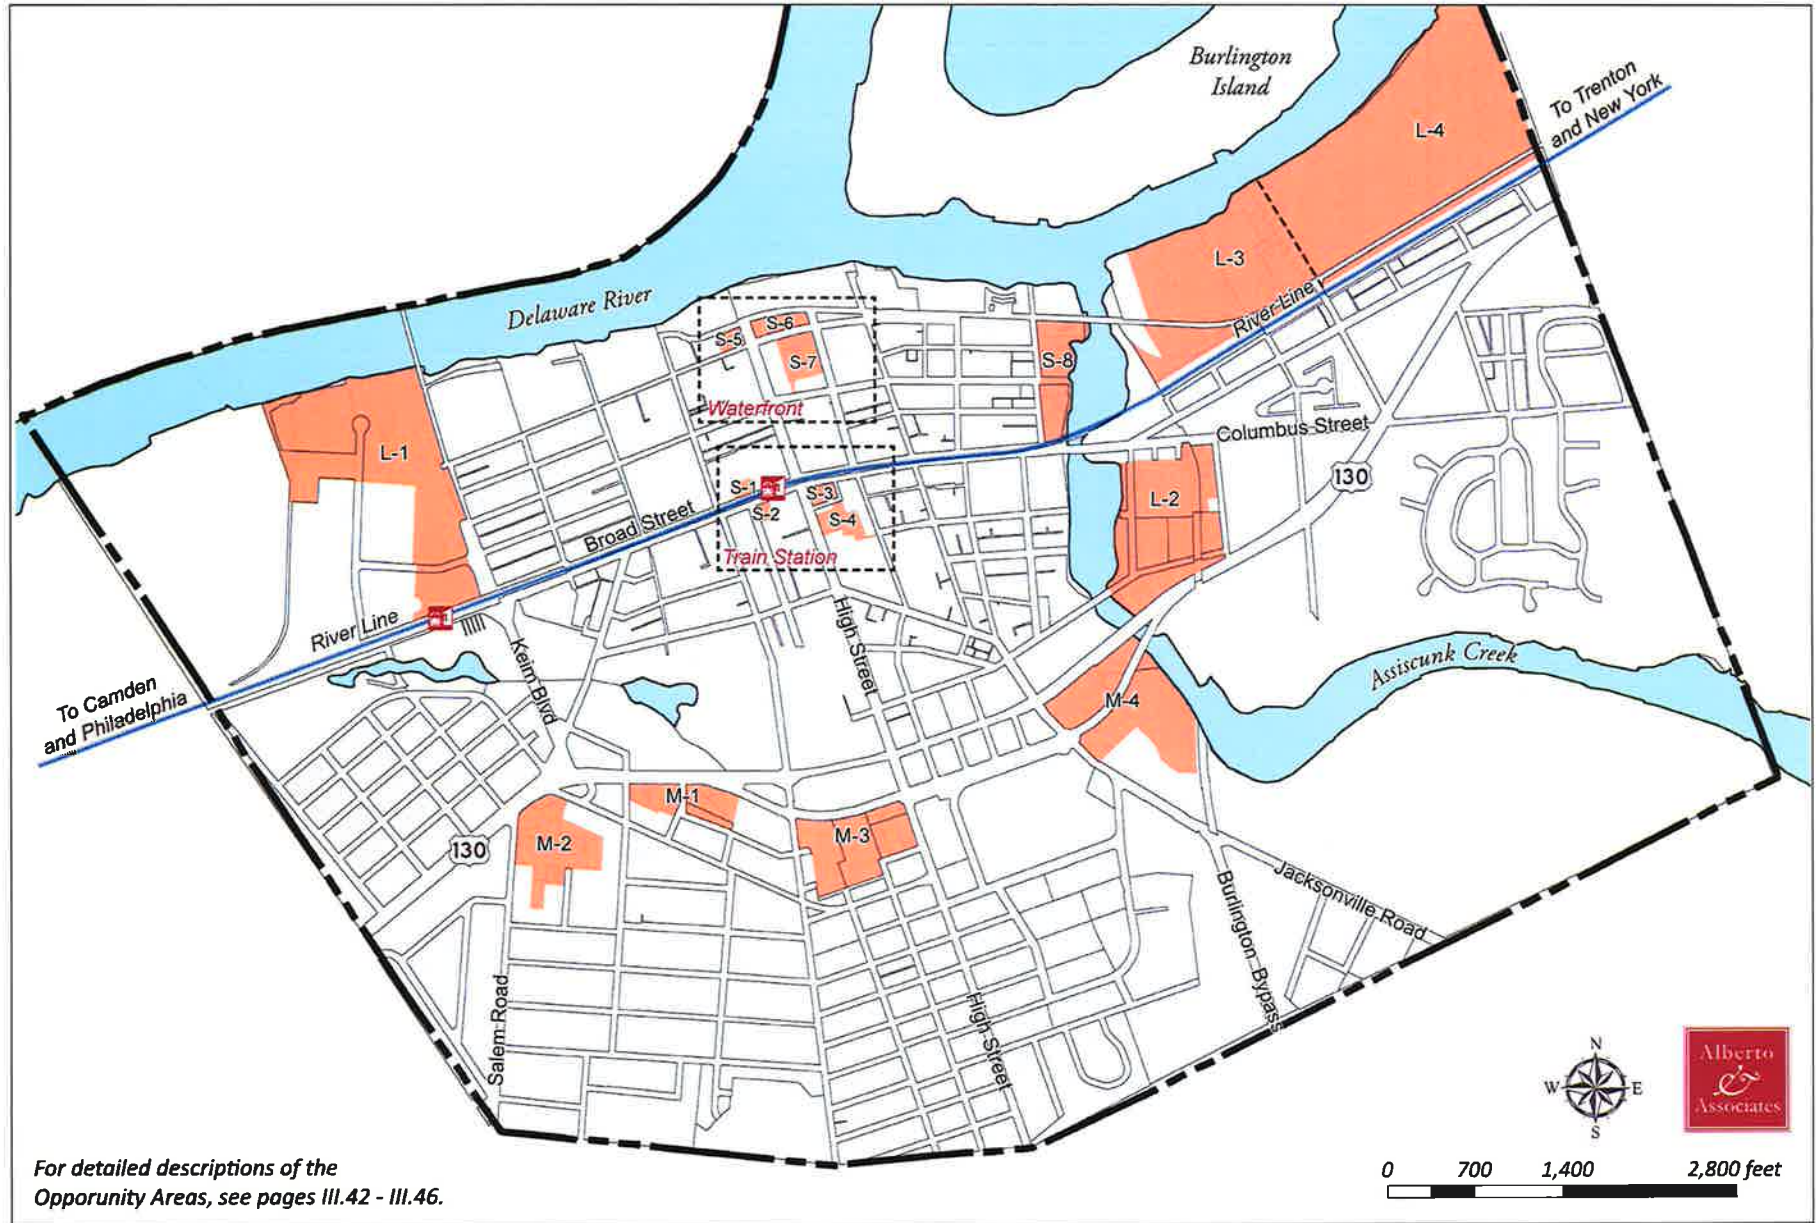 Burlington
Island
To Trenton
and New York
L-4
L-3
River Line
Delaware River
S-5
S-6
S-7
S-8
Waterfront
L-1
Columbus Street
130
S-1
S-2
S-3
S-4
L-2
Broad Street
Train Station
River Line
Keim Blvd
High Street
Assiscunk Creek
To Camden
and Philadelphia
M-4
M-1
M-2
M-3
130
Jacksonville Road
Burlington Bypass
Salem Road
High Street
N
W
E
S
Alberto
&
Associates
For detailed descriptions of the
Opporunity Areas, see pages III.42 - III.46.
0 700 1,400 2,800 feet